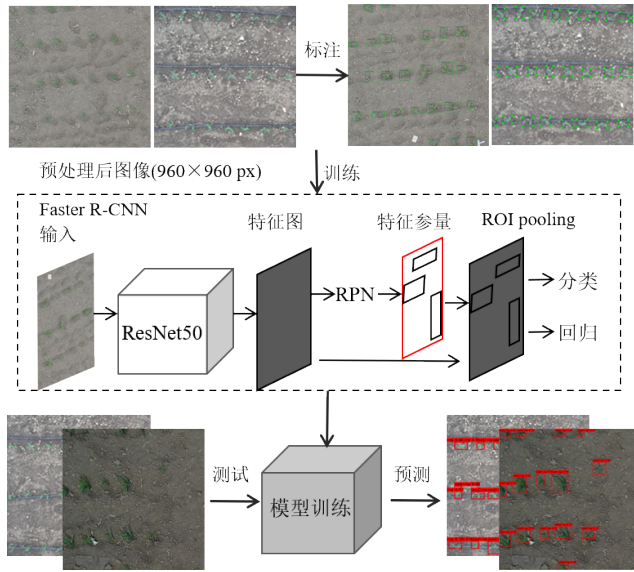 标注
预处理后图像(960×960 px)
训练
Faster R-CNN
输入
特征图
特征参量
ROI pooling
ResNet50
RPN
分类
回归
测试
模型训练
预测